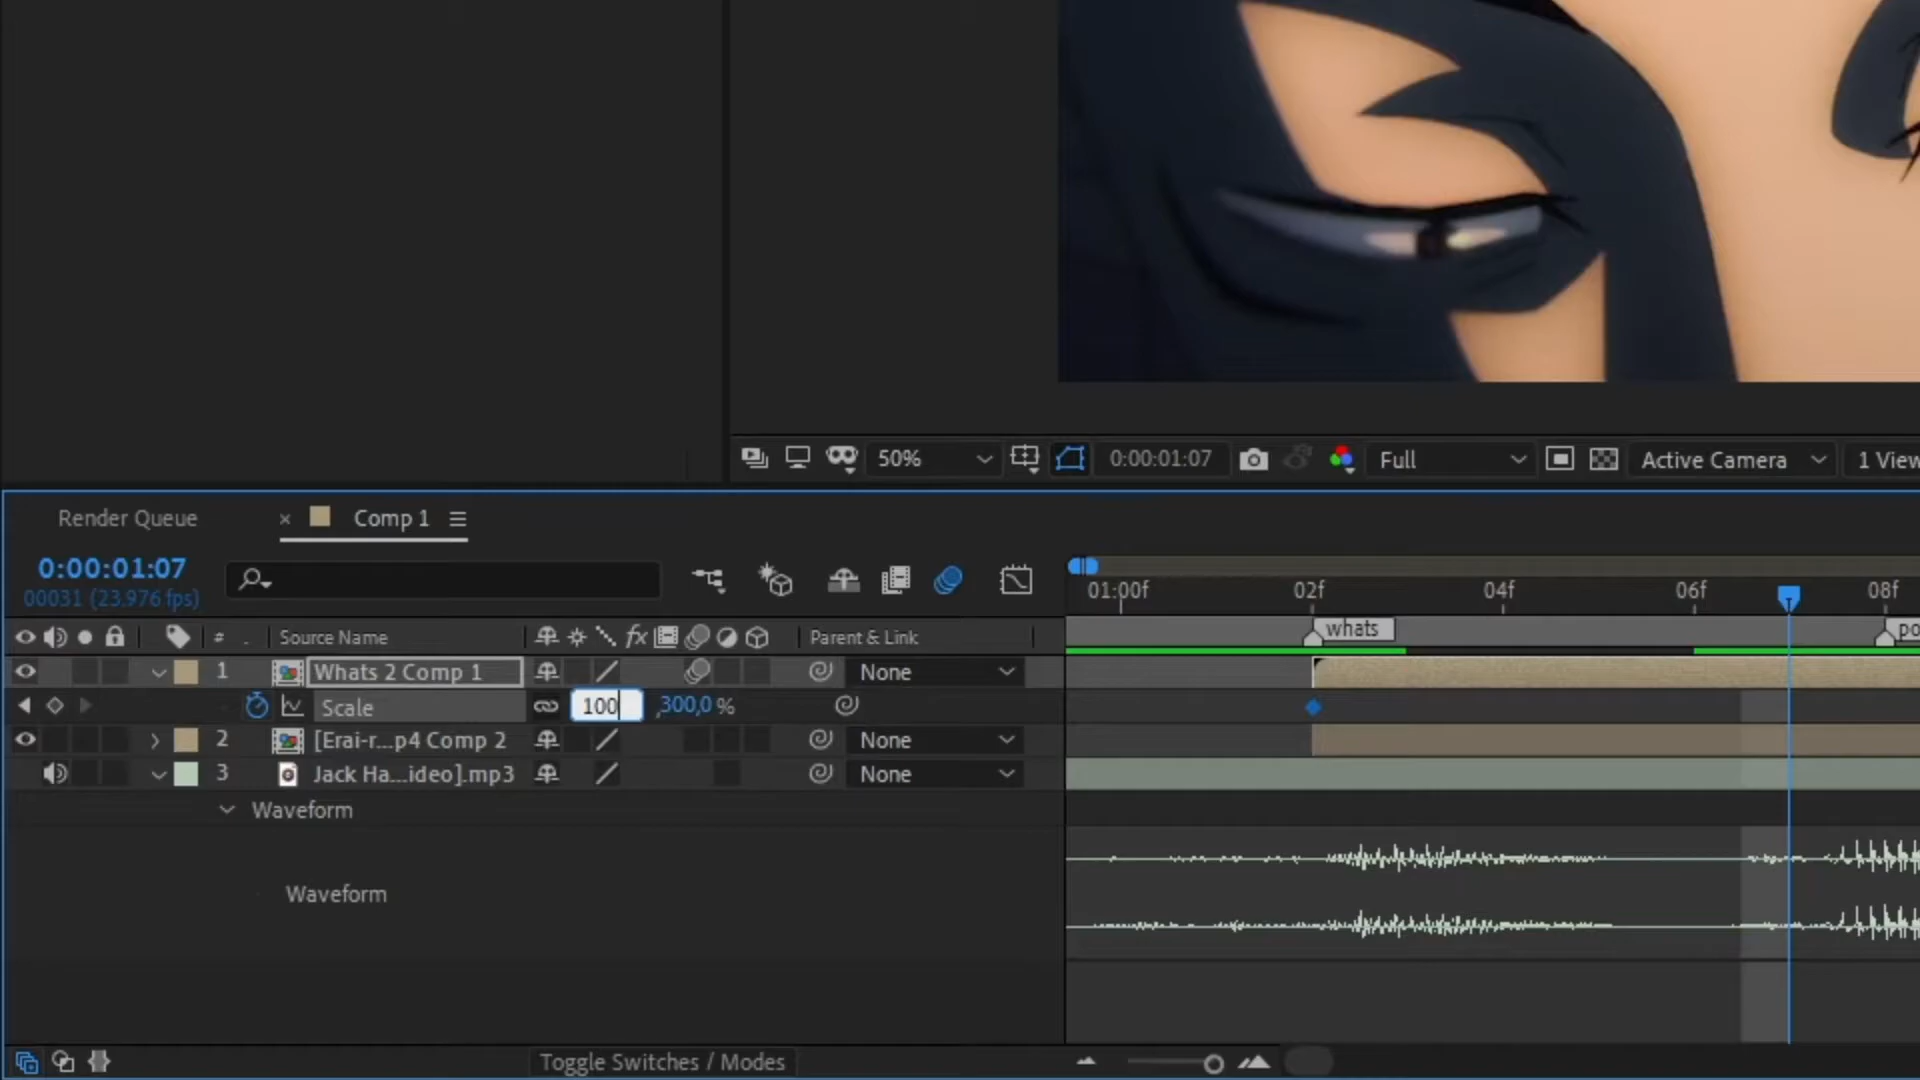 50%
0:00:01:07
Full
Active Camera
1 View
Render Queue
× Comp 1
0:00:01:07
00031 (23.976 fps)
01:00f 02f 04f 06f 08f
whats
po
# . Source Name
fx
Parent & Link
1 Whats 2 Comp 1 None
Scale 100 ,300,0 %
2 [Erai-r...p4 Comp 2 None
3 Jack Ha...ideo].mp3 None
Waveform
Waveform
Toggle Switches / Modes